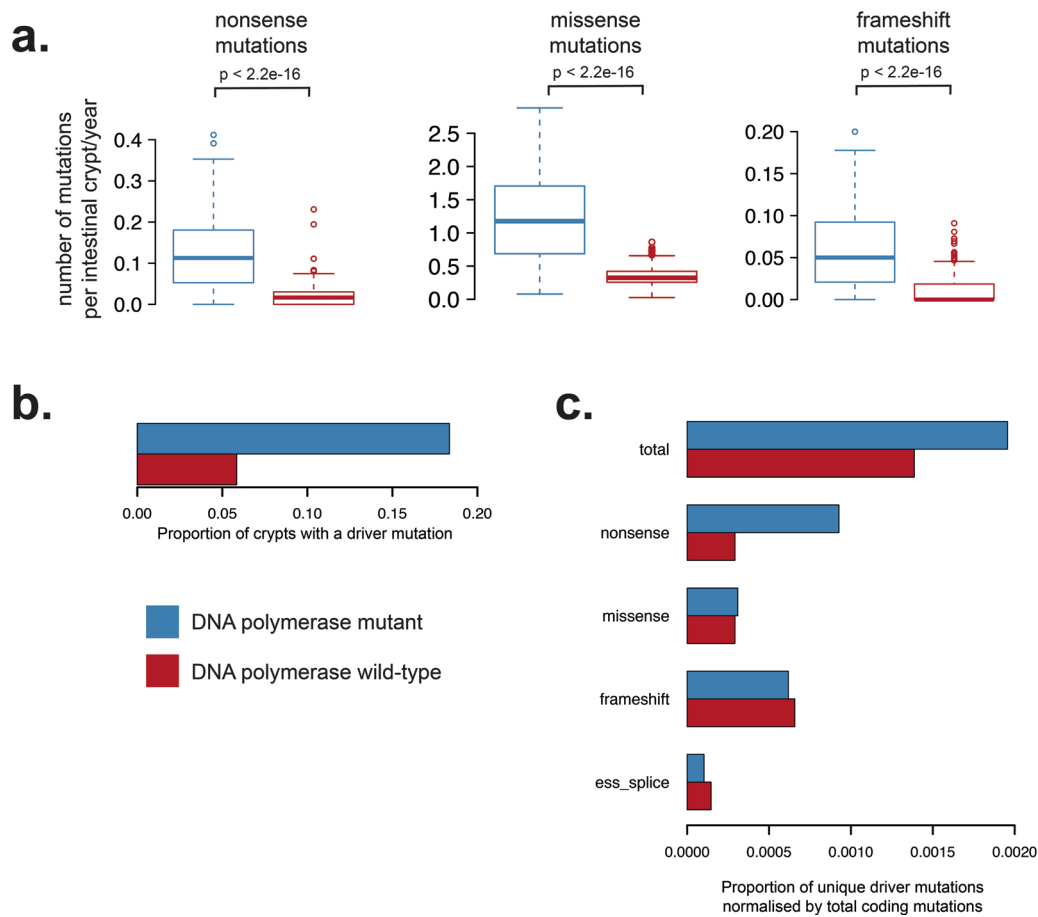 a.
nonsense
mutations
p < 2.2e-16
missense
mutations
p < 2.2e-16
frameshift
mutations
p < 2.2e-16
number of mutations
per intestinal crypt/year
0.4
0.3
0.2
0.1
0.0
2.5
2.0
1.5
1.0
0.5
0.0
0.20
0.15
0.10
0.05
0.00
b.
0.00 0.05 0.10 0.15 0.20
Proportion of crypts with a driver mutation
DNA polymerase mutant
DNA polymerase wild-type
c.
total
nonsense
missense
frameshift
ess_splice
0.0000 0.0005 0.0010 0.0015 0.0020
Proportion of unique driver mutations
normalised by total coding mutations